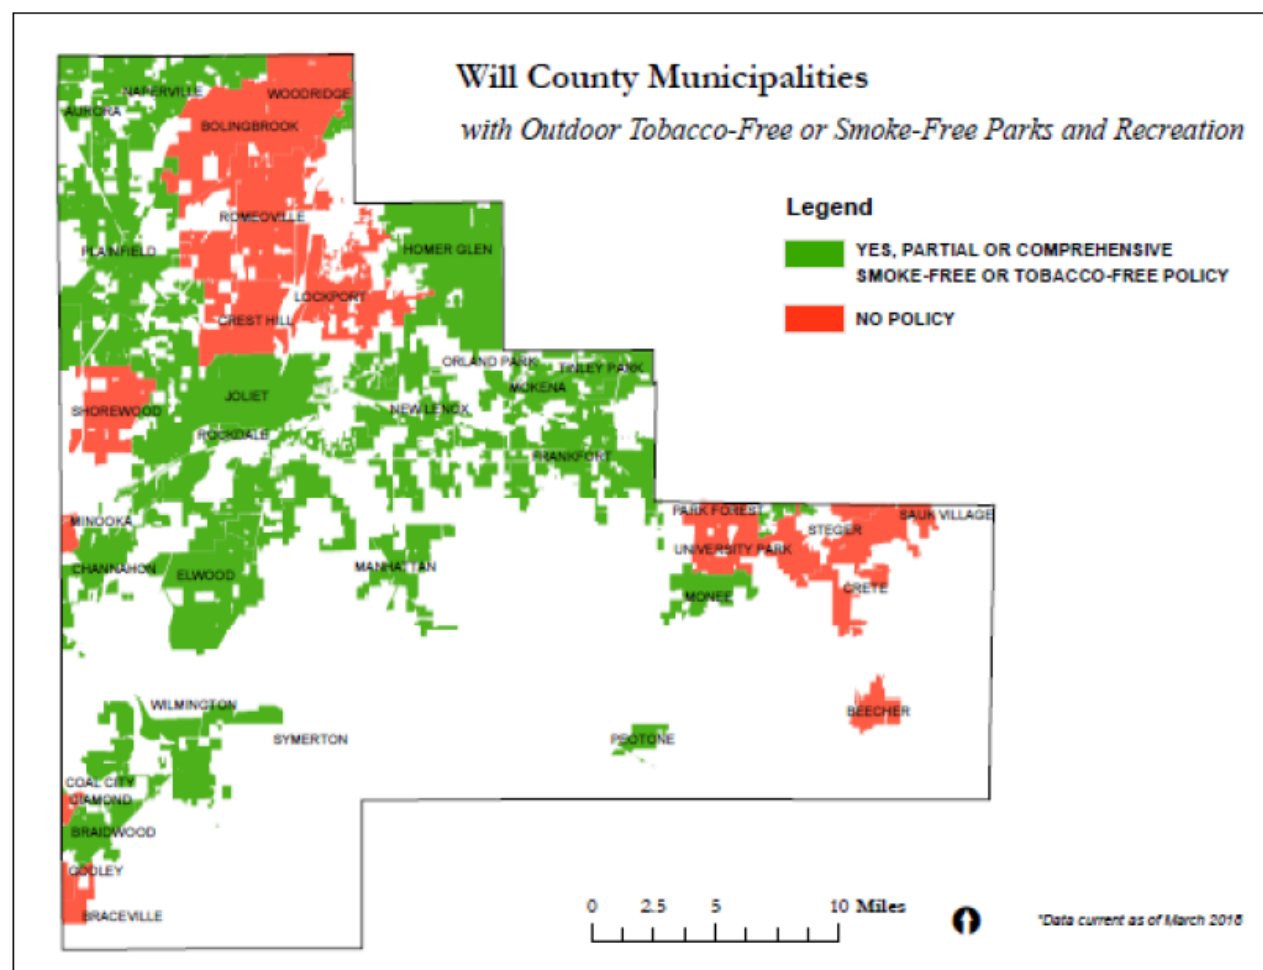 Will County Municipalities
with Outdoor Tobacco-Free or Smoke-Free Parks and Recreation
Legend
YES, PARTIAL OR COMPREHENSIVE
SMOKE-FREE OR TOBACCO-FREE POLICY
NO POLICY
NAPERVILLE
WOODRIDGE
AURORA
BOLINGBROOK
ROMEOVILLE
PLAINFIELD
HOMER GLEN
LOCKPORT
CREST HILL
ORLAND PARK
TINLEY PARK
MOKENA
JOLIET
SHOREWOOD
NEW LENOX
ROCKDALE
FRANKFORT
PARK FOREST
SAUK VILLAGE
MINOOKA
STEGER
UNIVERSITY PARK
CHANNAHON
ELWOOD
MANHATTAN
MONEE
CRETE
WILMINGTON
BEECHER
SYMERTON
PEOTONE
COAL CITY
DIAMOND
BRAIDWOOD
GODLEY
BRACEVILLE
0 2.5 5 10 Miles
*Data current as of March 2016